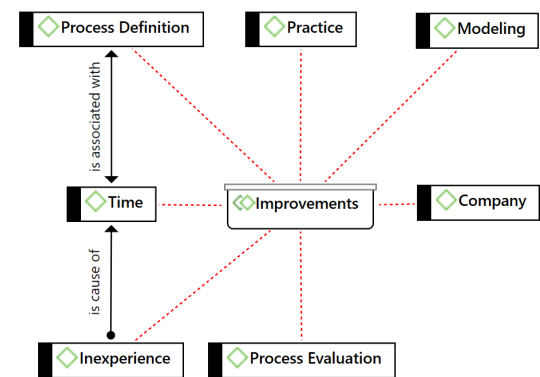 Process Definition
Practice
Modeling
is associated with
Time
Improvements
Company
is cause of
Inexperience
Process Evaluation